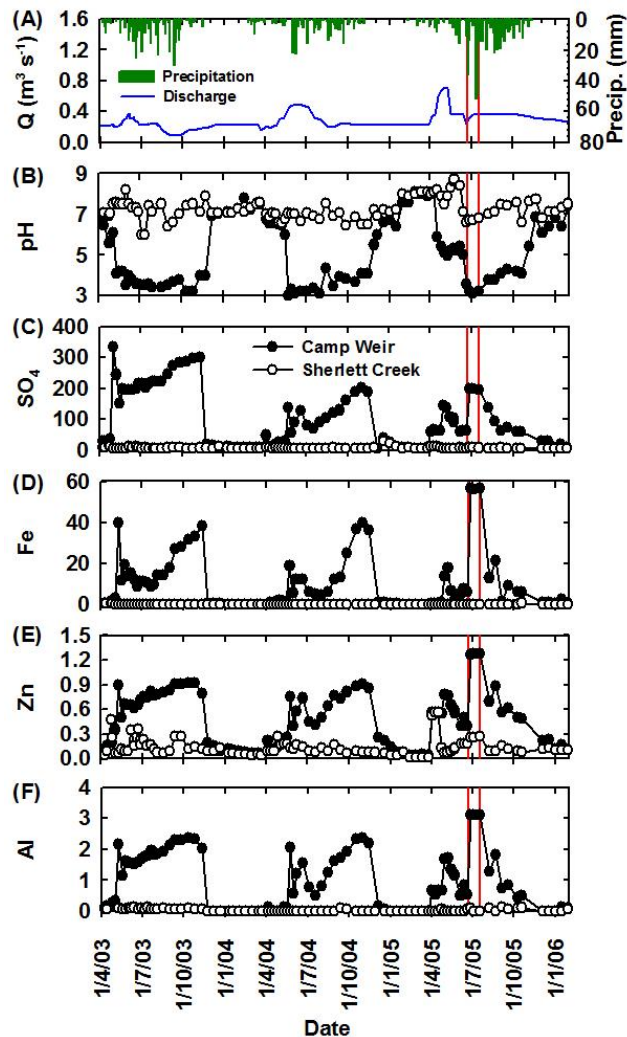 (A)
1.6
1.2
0.8
0.4
0.0
Q (m³ s⁻¹)
Precipitation
Discharge
0
20
40
60
80
Precip. (mm)
(B)
9
7
5
3
pH
(C)
400
300
200
100
0
SO₄
Camp Weir
Sherlett Creek
(D)
60
40
20
0
Fe
(E)
1.5
1.2
0.9
0.6
0.3
0.0
Zn
(F)
4
3
2
1
0
Al
1/4/03
1/7/03
1/10/03
1/1/04
1/4/04
1/7/04
1/10/04
1/1/05
1/4/05
1/7/05
1/10/05
1/1/06
Date